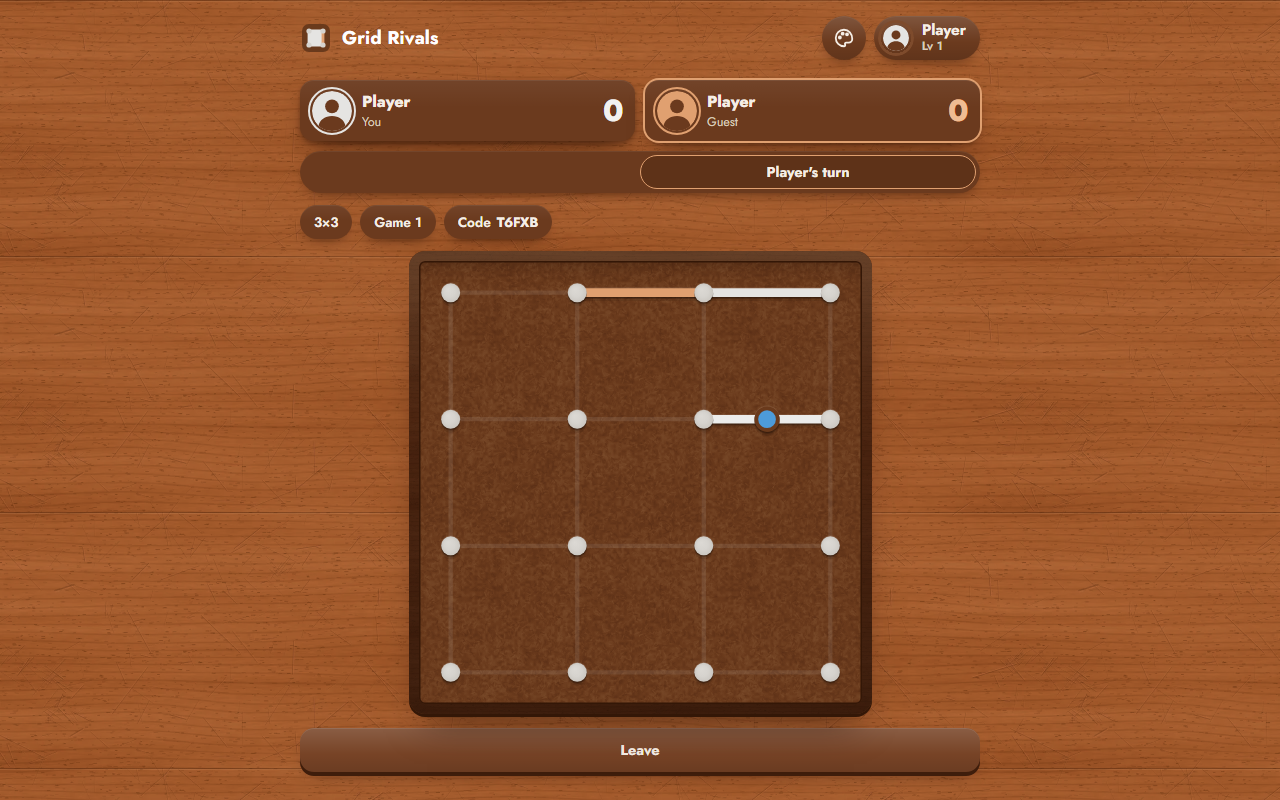 Grid Rivals
Player
Lv 1
Player
You
0
Player
Guest
0
Player's turn
3×3
Game 1
Code T6FXB
Leave